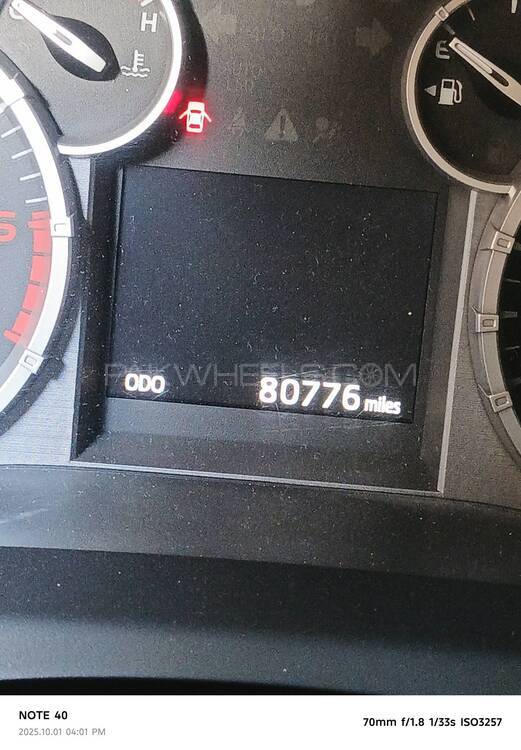 H
E
6
PAKWHEELS.COM
ODO 80776 miles
NOTE 40
2025.10.01 04:01 PM
70mm f/1.8 1/33s ISO3257